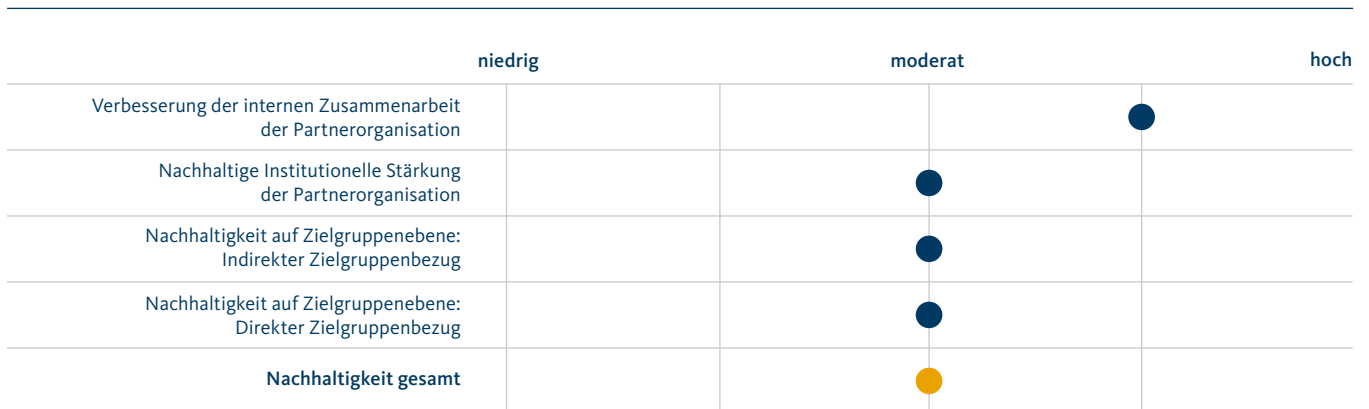 niedrig moderat hoch
Verbesserung der internen Zusammenarbeit
der Partnerorganisation
Nachhaltige Institutionelle Stärkung
der Partnerorganisation
Nachhaltigkeit auf Zielgruppenebene:
Indirekter Zielgruppenbezug
Nachhaltigkeit auf Zielgruppenebene:
Direkter Zielgruppenbezug
Nachhaltigkeit gesamt